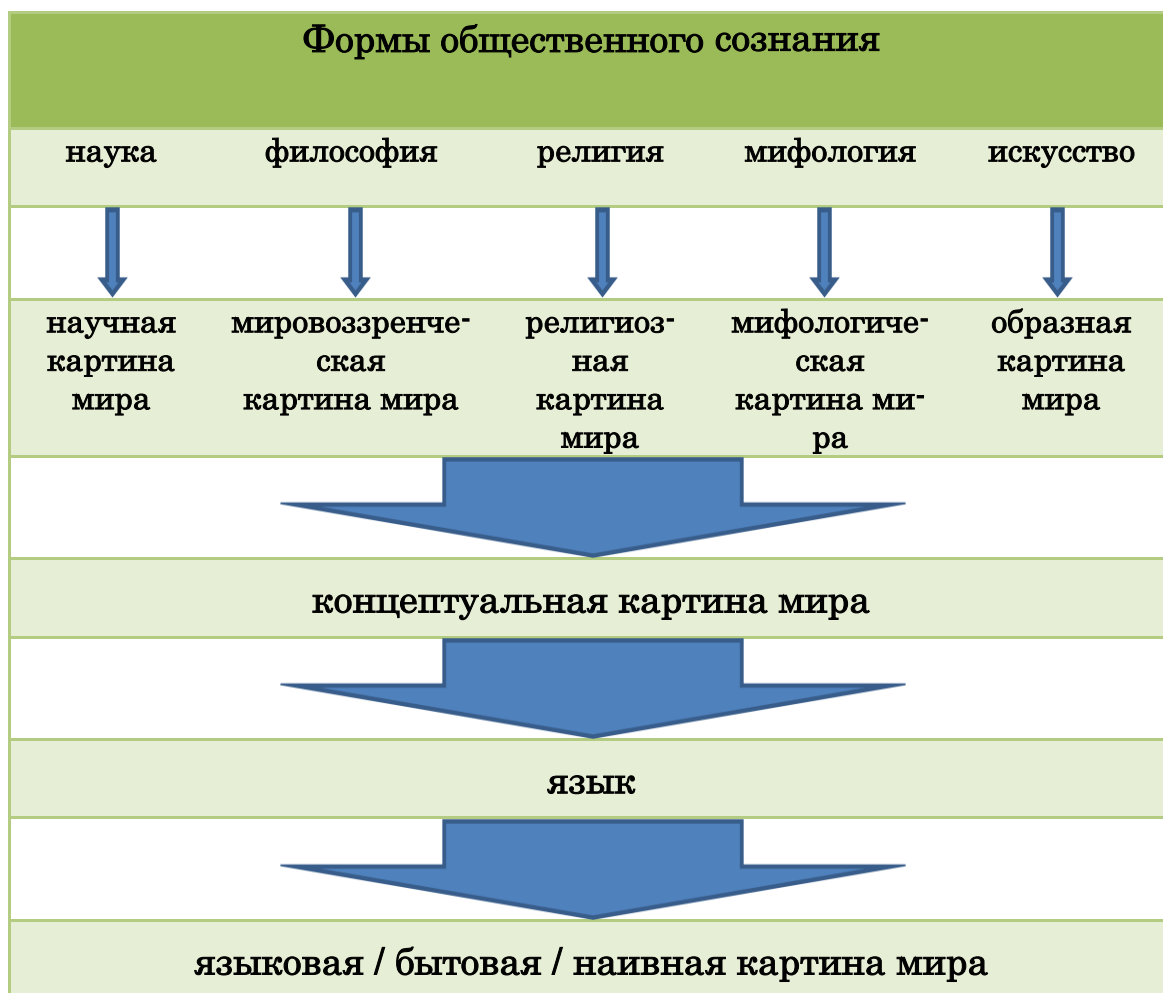 Формы общественного сознания
наука философия религия мифология искусство
научная
картина
мира
мировоззренче-
ская
картина мира
религиоз-
ная
картина
мира
мифологиче-
ская
картина ми-
ра
образная
картина
мира
концептуальная картина мира
язык
языковая / бытовая / наивная картина мира